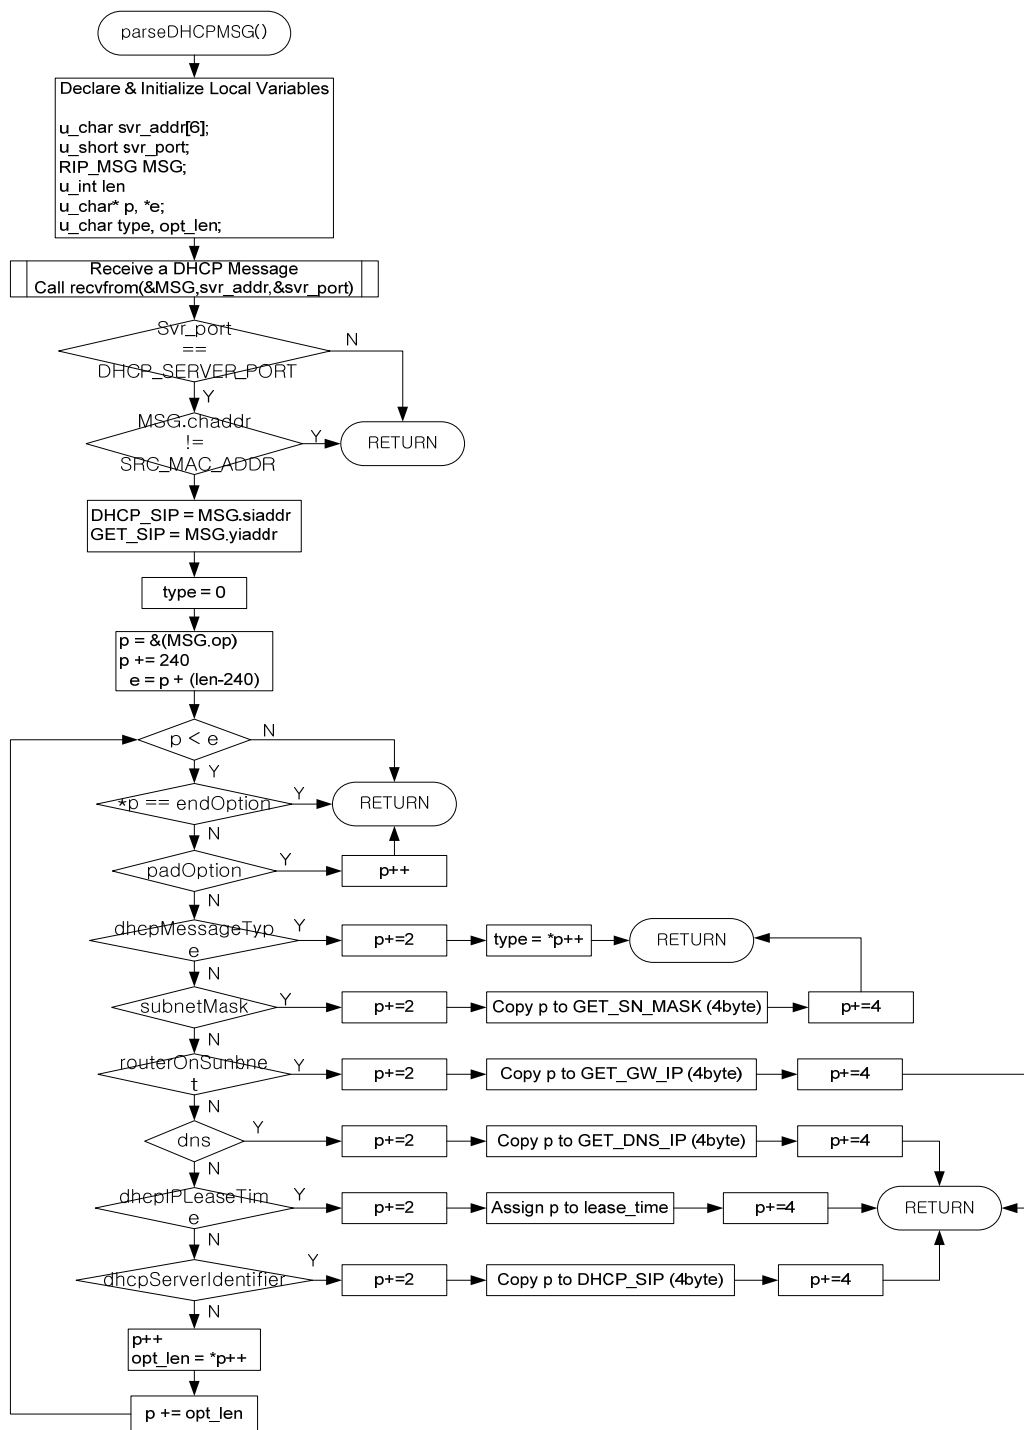 parseDHCPMSG()
Declare & Initialize Local Variables
u_char svr_addr[6];
u_short svr_port;
RIP_MSG MSG;
u_int len
u_char* p, *e;
u_char type, opt_len;
Receive a DHCP Message
Call recvfrom(&MSG,svr_addr,&svr_port)
Svr_port
==
DHCP_SERVER_PORT
N
Y
MSG.chaddr
!=
SRC_MAC_ADDR
Y
RETURN
DHCP_SIP = MSG.siaddr
GET_SIP = MSG.yiaddr
type = 0
p = &(MSG.op)
p += 240
e = p + (len-240)
p < e
N
Y
*p == endOption
Y
RETURN
N
padOption
Y
p++
N
dhcpMessageTyp
e
Y
p+=2
type = *p++
RETURN
N
subnetMask
Y
p+=2
Copy p to GET_SN_MASK (4byte)
p+=4
N
routerOnSunbne
t
Y
p+=2
Copy p to GET_GW_IP (4byte)
p+=4
N
dns
Y
p+=2
Copy p to GET_DNS_IP (4byte)
p+=4
N
dhcpIPLeaseTim
e
Y
p+=2
Assign p to lease_time
p+=4
RETURN
N
dhcpServerIdentifier
Y
p+=2
Copy p to DHCP_SIP (4byte)
p+=4
N
p++
opt_len = *p++
p += opt_len